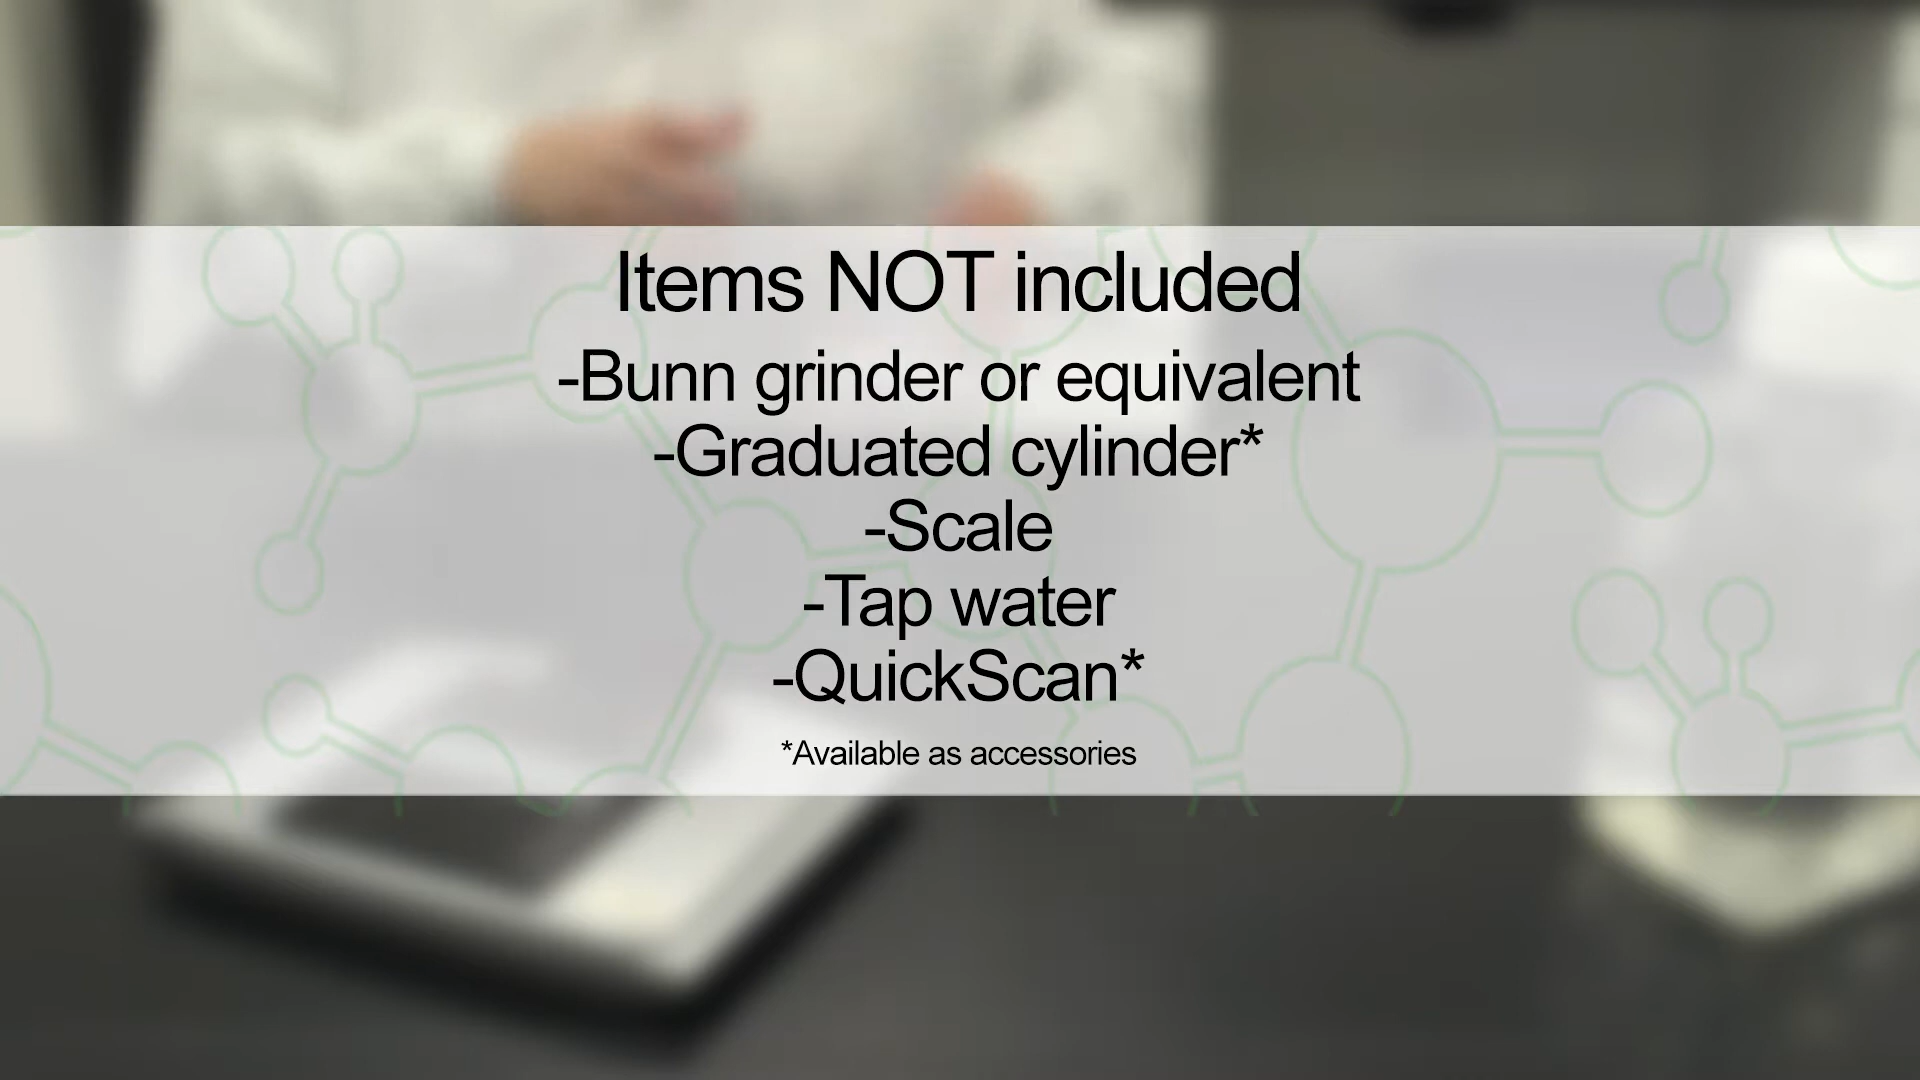 Items NOT included
-Bunn grinder or equivalent
-Graduated cylinder*
-Scale
-Tap water
-QuickScan*
*Available as accessories